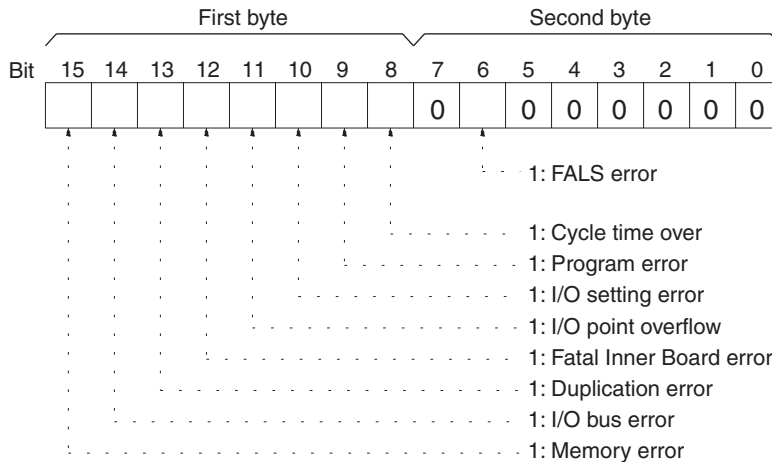 First byte Second byte
Bit 15 14 13 12 11 10 9 8 7 6 5 4 3 2 1 0
0 0 0 0 0 0 0
1: FALS error
1: Cycle time over
1: Program error
1: I/O setting error
1: I/O point overflow
1: Fatal Inner Board error
1: Duplication error
1: I/O bus error
1: Memory error